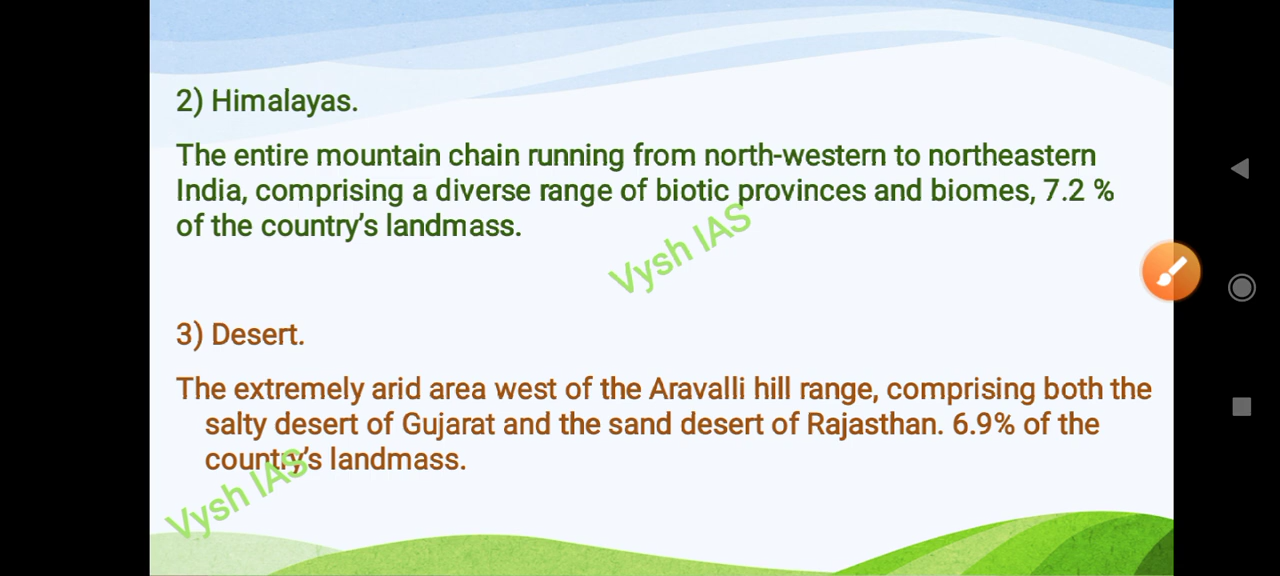 2) Himalayas.
The entire mountain chain running from north-western to northeastern
India, comprising a diverse range of biotic provinces and biomes, 7.2 %
of the country’s landmass.
Vysh IAS
3) Desert.
The extremely arid area west of the Aravalli hill range, comprising both the
salty desert of Gujarat and the sand desert of Rajasthan. 6.9% of the
country’s landmass.
Vysh IAS